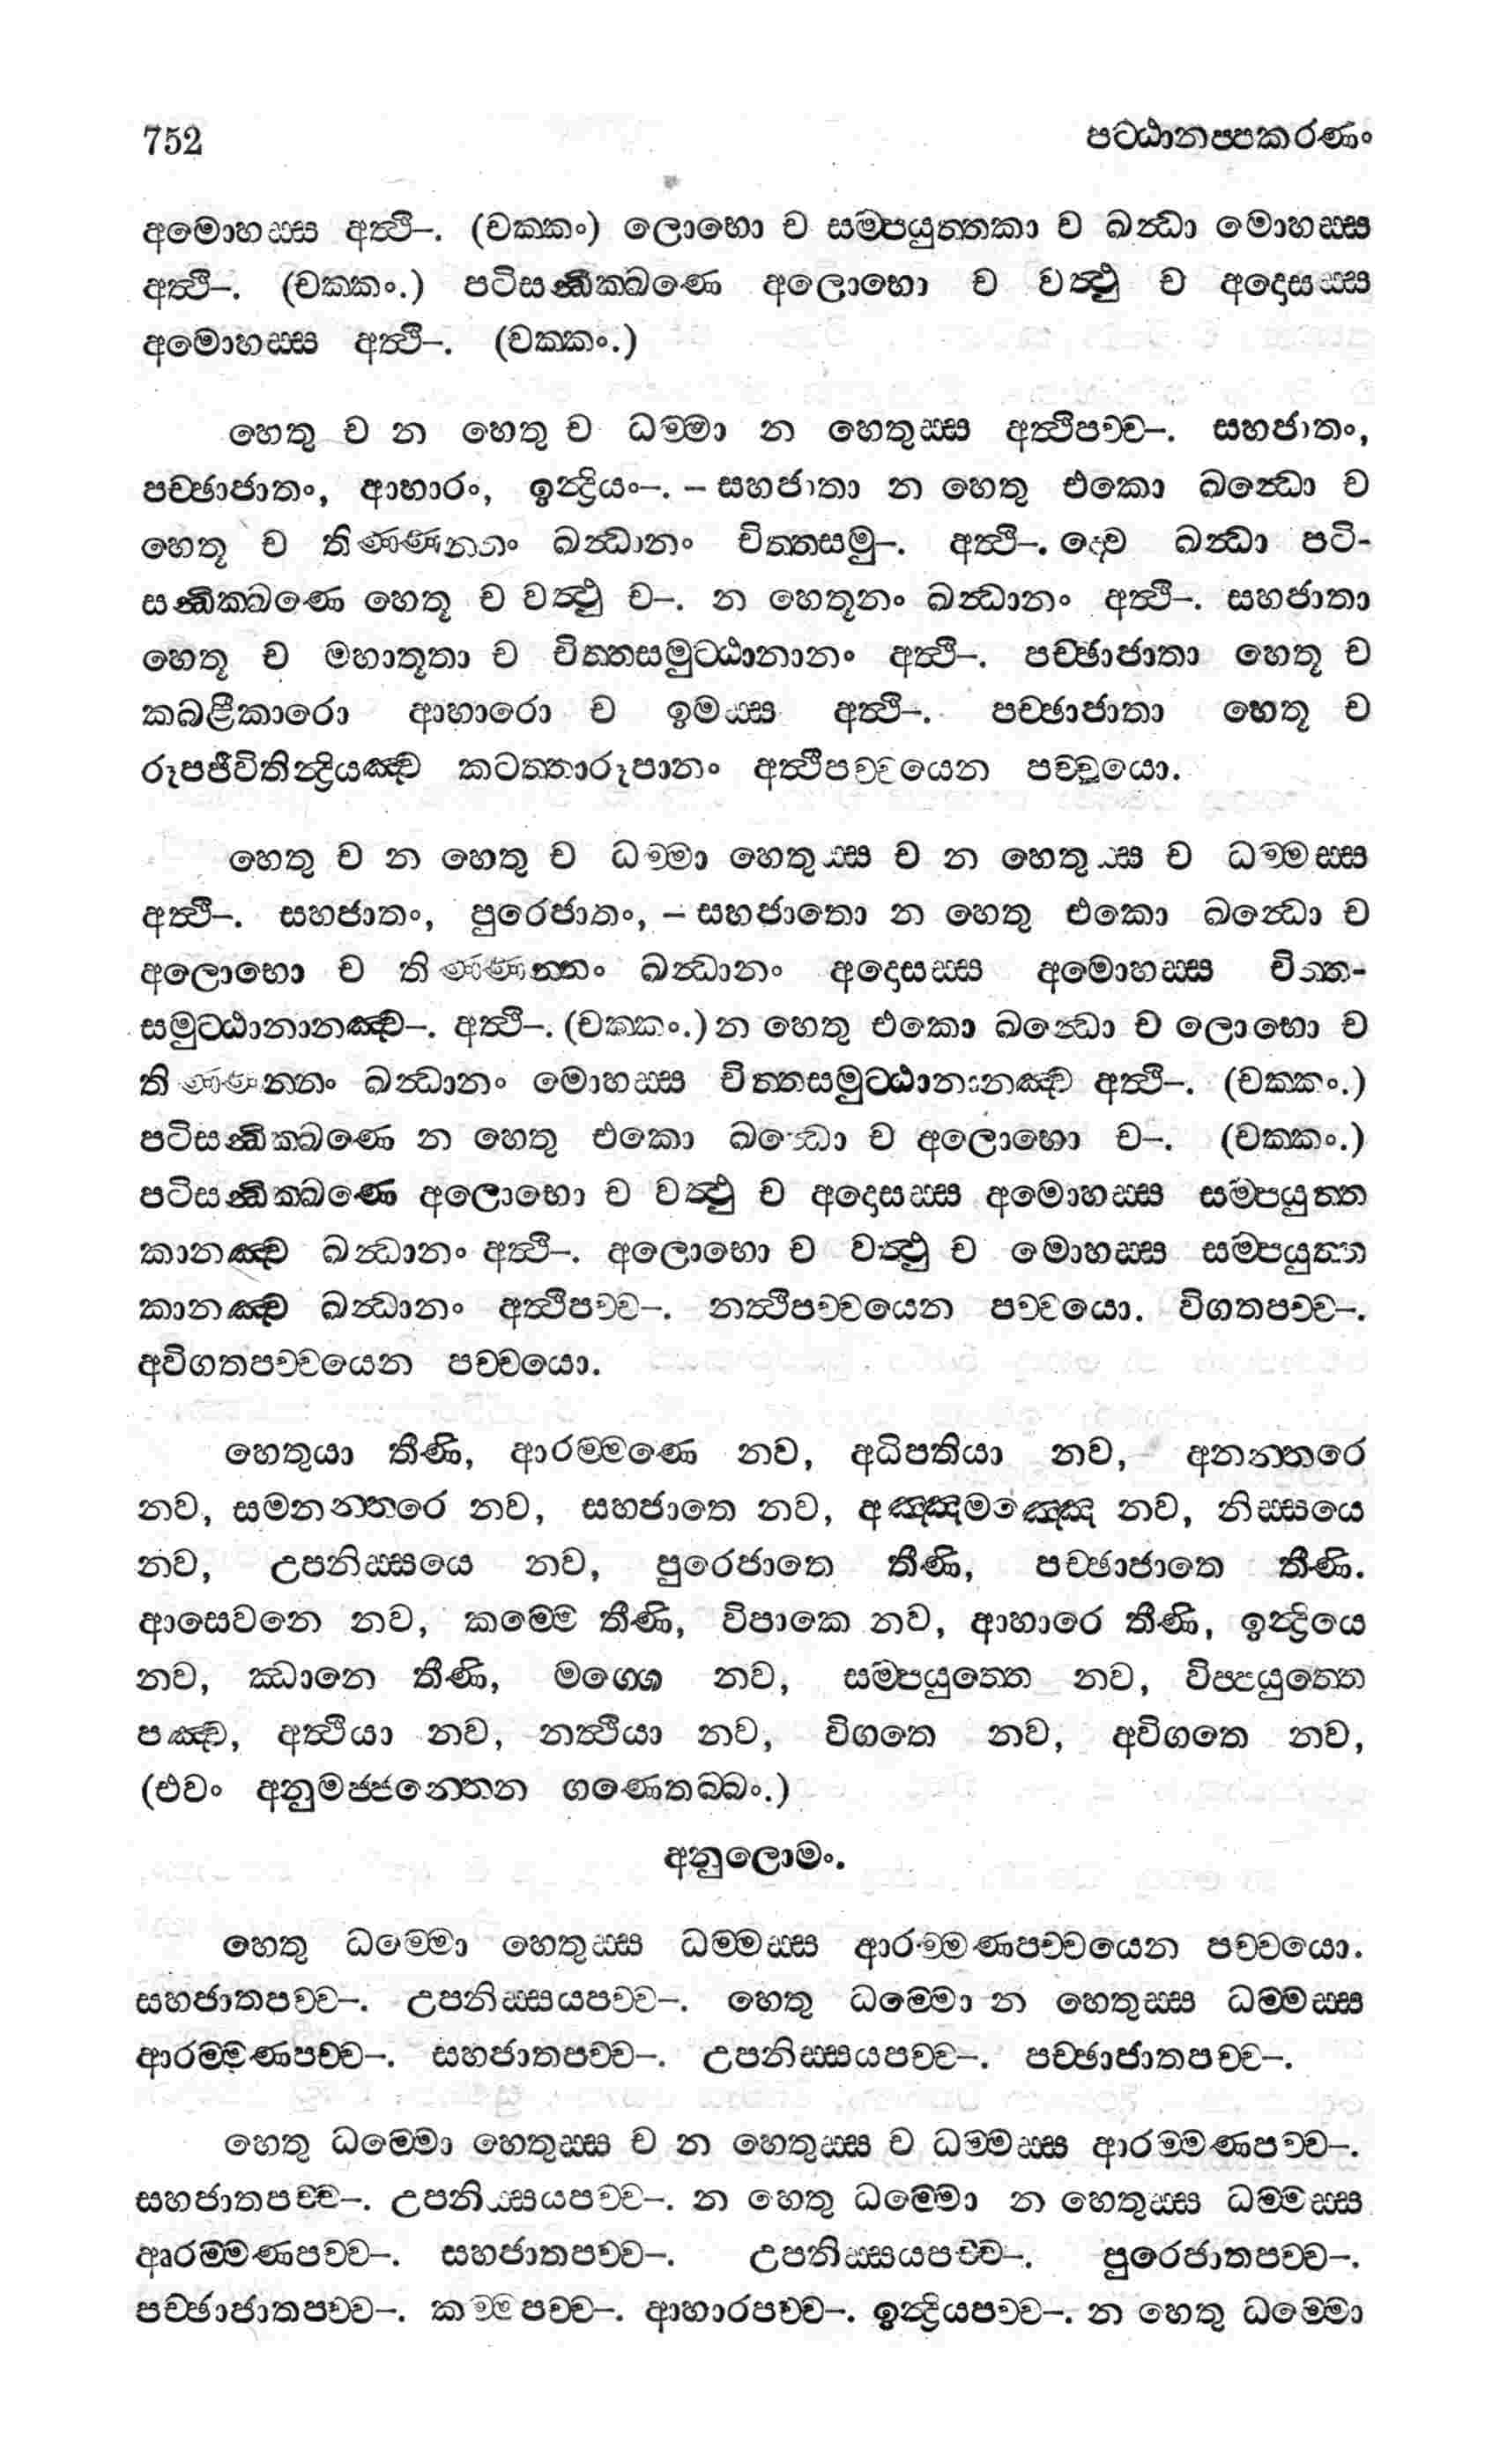 752
පට්ඨානප්පකරණං
අමොහස්ස අත්ථි–. (චක්කං) ලොභො ච සම්පයුත්තකා ච ඛන්ධා මොහස්ස
අත්ථි–. (චක්කං.) පටිසන්ධික්ඛණෙ අලොභො ච වත්ථු ච අදොසස්ස
අමොහස්ස අත්ථි–. (චක්කං.)
හෙතු ච න හෙතු ච ධම්මා න හෙතුස්ස අත්ථිපච්ච–. සහජාතං,
පච්ඡාජාතං, ආහාරං, ඉන්ද්‍රියං–. – සහජාතා න හෙතු එකො ඛන්ධො ච
හෙතූ ච තිණ්ණන්නං ඛන්ධානං චිත්තසමු–. අත්ථි–. ද්වෙ ඛන්ධා පටි-
සන්ධික්ඛණෙ හෙතූ ච වත්ථු ච–. න හෙතූනං ඛන්ධානං අත්ථි–. සහජාතා
හෙතූ ච මහාභූතා ච චිත්තසමුට්ඨානානං අත්ථි–. පච්ඡාජාතා හෙතූ ච
කබළීකාරො ආහාරො ච ඉමස්ස අත්ථි–. පච්ඡාජාතා හෙතූ ච
රූපජීවිතින්ද්‍රියඤ්ච කටත්තාරූපානං අත්ථිපච්චයෙන පච්චයො.
හෙතු ච න හෙතු ච ධම්මා හෙතුස්ස ච න හෙතුස්ස ච ධම්මස්ස
අත්ථි–. සහජාතං, පුරෙජාතං, – සහජාතො න හෙතු එකො ඛන්ධො ච
අලොභො ච තිණ්ණන්නං ඛන්ධානං අදොසස්ස අමොහස්ස චිත්ත-
සමුට්ඨානානඤ්ච–. අත්ථි–. (චක්කං.) න හෙතු එකො ඛන්ධො ච ලොභො ච
තිණ්ණන්නං ඛන්ධානං මොහස්ස චිත්තසමුට්ඨානානඤ්ච අත්ථි–. (චක්කං.)
පටිසන්ධික්ඛණෙ න හෙතු එකො ඛන්ධො ච අලොභො ච–. (චක්කං.)
පටිසන්ධික්ඛණෙ අලොභො ච වත්ථු ච අදොසස්ස අමොහස්ස සම්පයුත්ත
කානඤ්ච ඛන්ධානං අත්ථි–. අලොභො ච වත්ථු ච මොහස්ස සම්පයුත්ත
කානඤ්ච ඛන්ධානං අත්ථිපච්ච–. නත්ථිපච්චයෙන පච්චයො. විගතපච්ච–.
අවිගතපච්චයෙන පච්චයො.
හෙතුයා තීණි, ආරම්මණෙ නව, අධිපතියා නව, අනන්තරෙ
නව, සමනන්තරෙ නව, සහජාතෙ නව, අඤ්ඤමඤ්ඤෙ නව, නිස්සයෙ
නව, උපනිස්සයෙ නව, පුරෙජාතෙ තීණි, පච්ඡාජාතෙ තීණි.
ආසෙවනෙ නව, කම්මෙ තීණි, විපාකෙ නව, ආහාරෙ තීණි, ඉන්ද්‍රියෙ
නව, ඣානෙ තීණි, මග්ගෙ නව, සම්පයුත්තෙ නව, විප්පයුත්තෙ
පඤ්ච, අත්ථියා නව, නත්ථියා නව, විගතෙ නව, අවිගතෙ නව,
(එවං අනුමජ්ජන්තෙන ගණෙතබ්බං.)
අනුලොමං.
හෙතු ධම්මො හෙතුස්ස ධම්මස්ස ආරම්මණපච්චයෙන පච්චයො.
සහජාතපච්ච–. උපනිස්සයපච්ච–. හෙතු ධම්මො න හෙතුස්ස ධම්මස්ස
ආරම්මණපච්ච–. සහජාතපච්ච–. උපනිස්සයපච්ච–. පච්ඡාජාතපච්ච–.
හෙතු ධම්මො හෙතුස්ස ච න හෙතුස්ස ච ධම්මස්ස ආරම්මණපච්ච–.
සහජාතපච්ච–. උපනිස්සයපච්ච–. න හෙතු ධම්මො න හෙතුස්ස ධම්මස්ස
ආරම්මණපච්ච–. සහජාතපච්ච–. උපනිස්සයපච්ච–. පුරෙජාතපච්ච–.
පච්ඡාජාතපච්ච–. කම්මපච්ච–. ආහාරපච්ච–. ඉන්ද්‍රියපච්ච–. න හෙතු ධම්මො